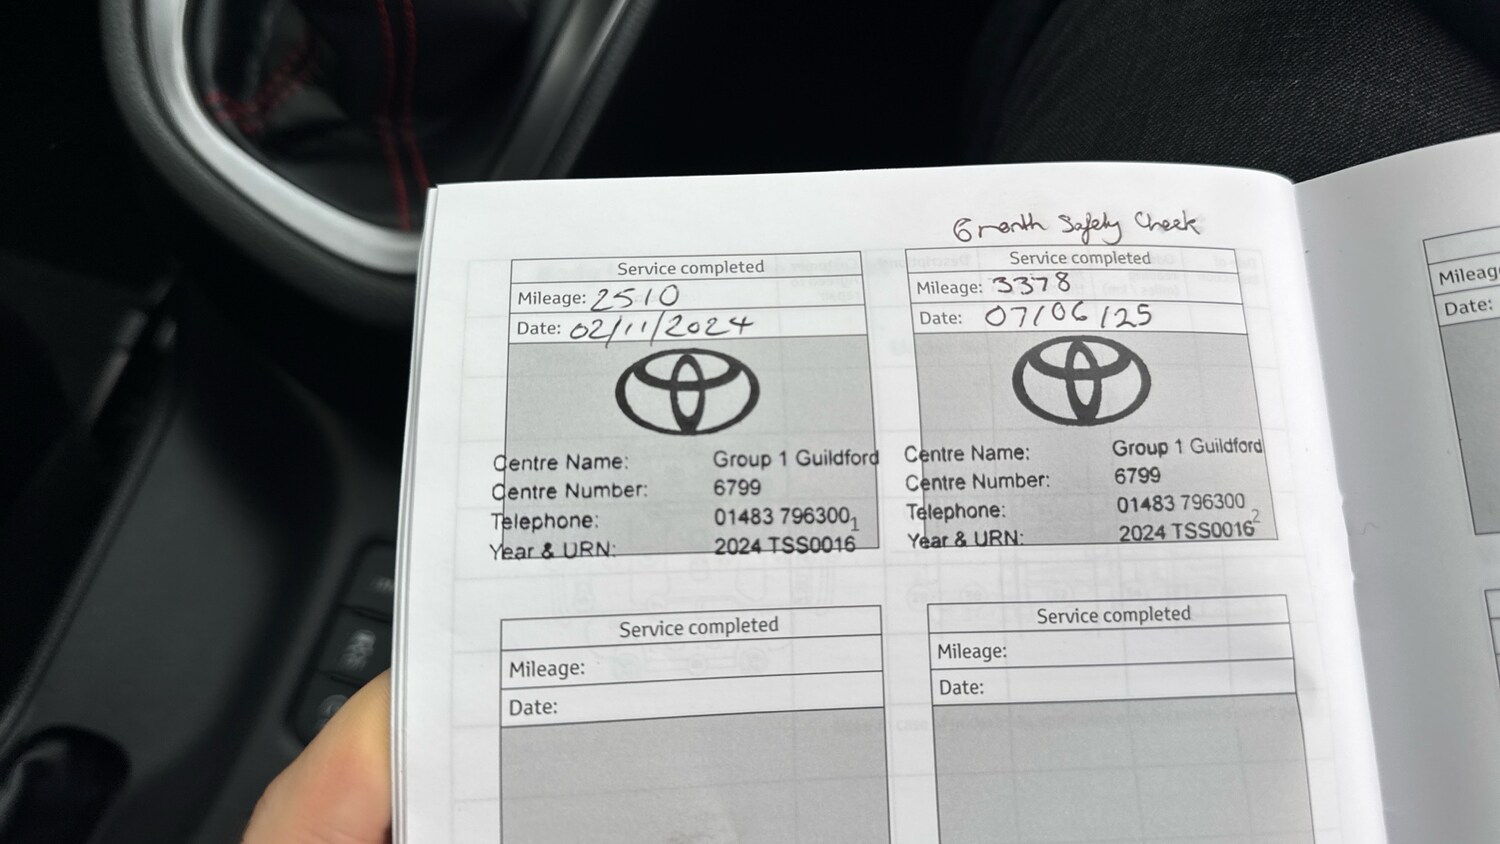 6 month Safety Check
Service completed
Mileage: 2510
Date: 02/11/2024
Centre Name: Group 1 Guildford
Centre Number: 6799
Telephone: 01483 796300
Year & URN: 2024 TSS0016
1
Service completed
Mileage: 3378
Date: 07/06/25
Centre Name: Group 1 Guildford
Centre Number: 6799
Telephone: 01483 796300
Year & URN: 2024 TSS0016
2
Service completed
Mileage:
Date:
Service completed
Mileage:
Date:
Mileage:
Date: